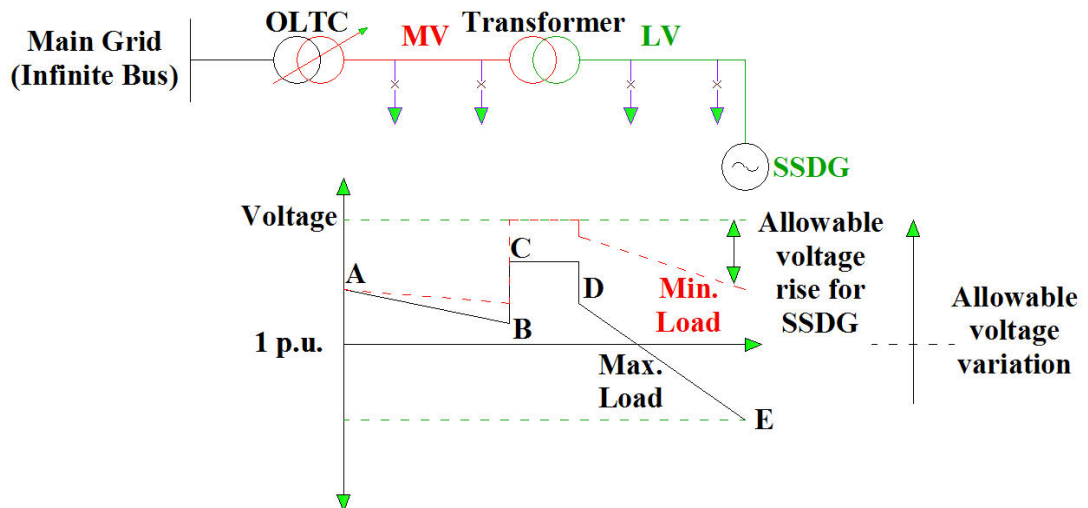 OLTC
Transformer
Main Grid
(Infinite Bus)
MV
LV
SSDG
Voltage
Allowable
voltage
rise for
SSDG
A
C
D
B
Min.
Load
1 p.u.
Max.
Load
E
Allowable
voltage
variation